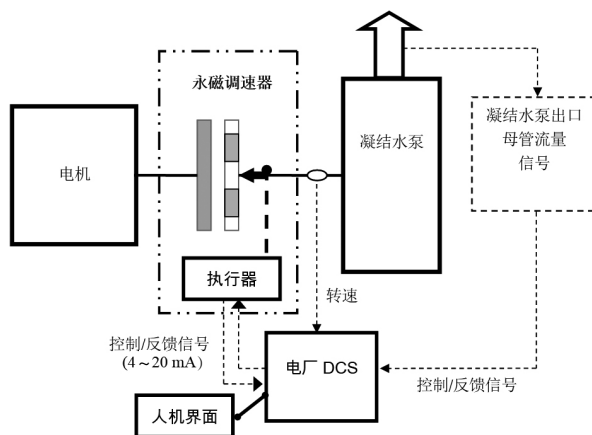 永磁调速器
电机
凝结水泵
凝结水泵出口
母管流量
信号
执行器
转速
控制/反馈信号
(4～20 mA)
电厂 DCS
控制/反馈信号
人机界面